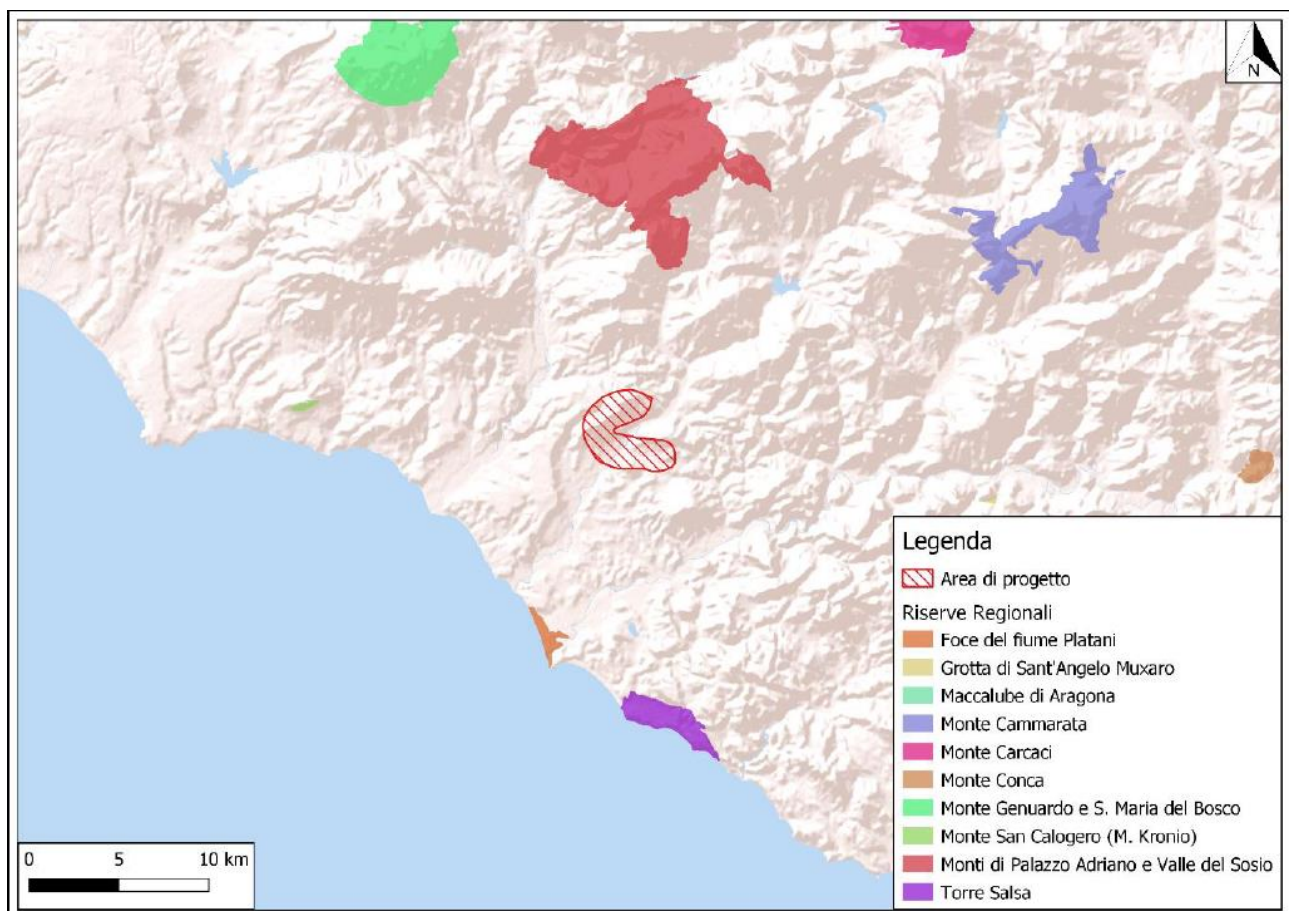 N
Legenda
Area di progetto
Riserve Regionali
Foce del fiume Platani
Grotta di Sant'Angelo Muxaro
Maccalube di Aragona
Monte Cammarata
Monte Carcaci
Monte Conca
Monte Genuardo e S. Maria del Bosco
Monte San Calogero (M. Kronio)
Monti di Palazzo Adriano e Valle del Sosio
Torre Salsa
0 5 10 km